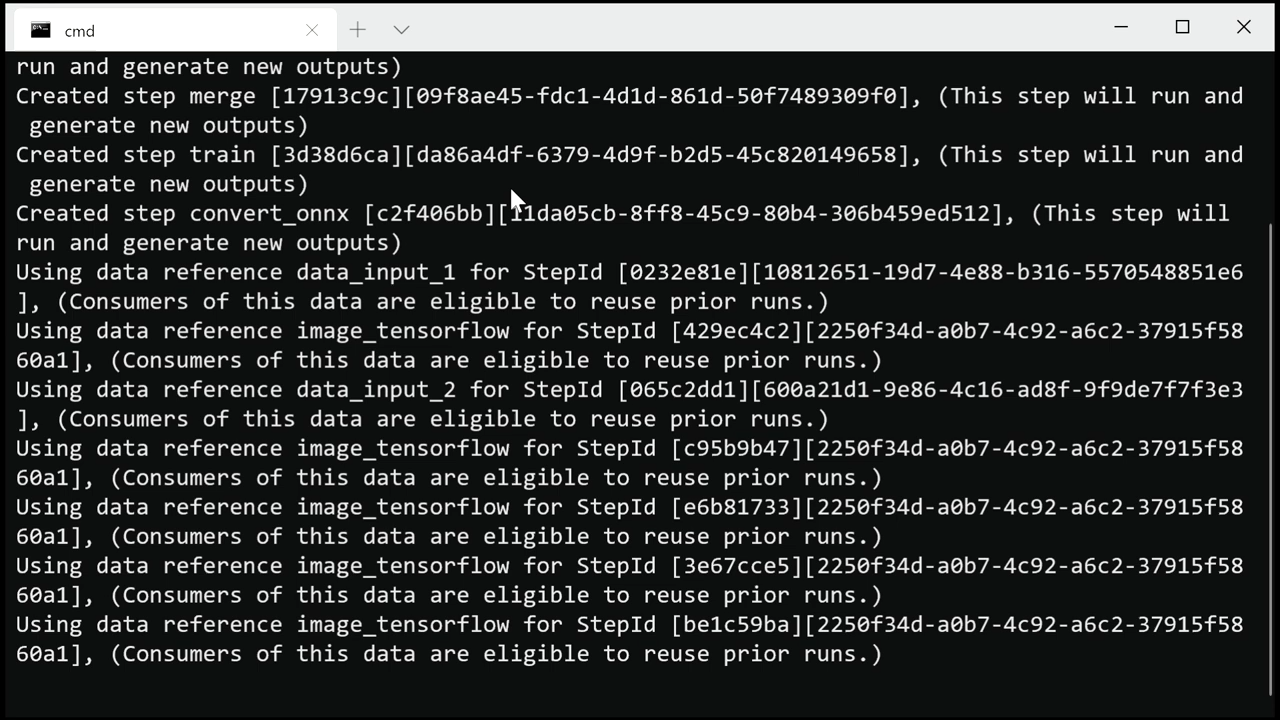 cmd
run and generate new outputs)
Created step merge [17913c9c][09f8ae45-fdc1-4d1d-861d-50f7489309f0], (This step will run and
generate new outputs)
Created step train [3d38d6ca][da86a4df-6379-4d9f-b2d5-45c820149658], (This step will run and
generate new outputs)
Created step convert_onnx [c2f406bb][11da05cb-8ff8-45c9-80b4-306b459ed512], (This step will
run and generate new outputs)
Using data reference data_input_1 for StepId [0232e81e][10812651-19d7-4e88-b316-5570548851e6
], (Consumers of this data are eligible to reuse prior runs.)
Using data reference image_tensorflow for StepId [429ec4c2][2250f34d-a0b7-4c92-a6c2-37915f58
60a1], (Consumers of this data are eligible to reuse prior runs.)
Using data reference data_input_2 for StepId [065c2dd1][600a21d1-9e86-4c16-ad8f-9f9de7f7f3e3
], (Consumers of this data are eligible to reuse prior runs.)
Using data reference image_tensorflow for StepId [c95b9b47][2250f34d-a0b7-4c92-a6c2-37915f58
60a1], (Consumers of this data are eligible to reuse prior runs.)
Using data reference image_tensorflow for StepId [e6b81733][2250f34d-a0b7-4c92-a6c2-37915f58
60a1], (Consumers of this data are eligible to reuse prior runs.)
Using data reference image_tensorflow for StepId [3e67cce5][2250f34d-a0b7-4c92-a6c2-37915f58
60a1], (Consumers of this data are eligible to reuse prior runs.)
Using data reference image_tensorflow for StepId [be1c59ba][2250f34d-a0b7-4c92-a6c2-37915f58
60a1], (Consumers of this data are eligible to reuse prior runs.)